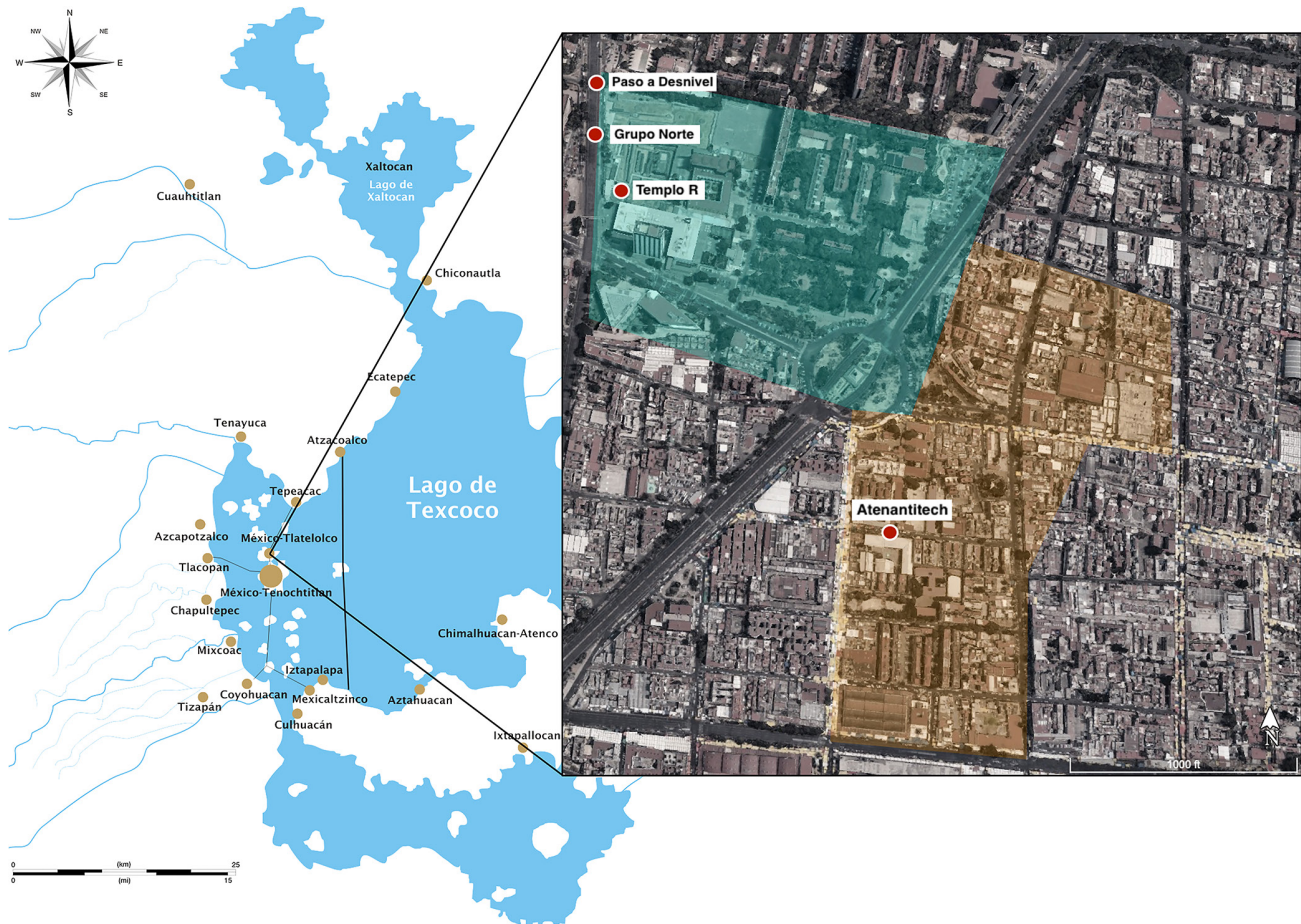 N
NW
NE
W
E
SW
SE
S
Xaltocan
Lago de
Xaltocan
Cuauhtitlan
Chiconautla
Ecatepec
Tenayuca
Atzacoalco
Tepeacac
Lago de
Texcoco
Azcapotzalco
México-Tlatelolco
Tlacopan
México-Tenochtitlan
Chapultepec
Chimalhuacan-Atenco
Mixcoac
Iztapalapa
Coyohuacan
Mexicaltzinco
Aztahuacan
Tizapán
Culhuacán
Ixtapallocan
0
(km)
25
0
(mi)
15
Paso a Desnivel
Grupo Norte
Templo R
Atenantitech
N
1000 ft